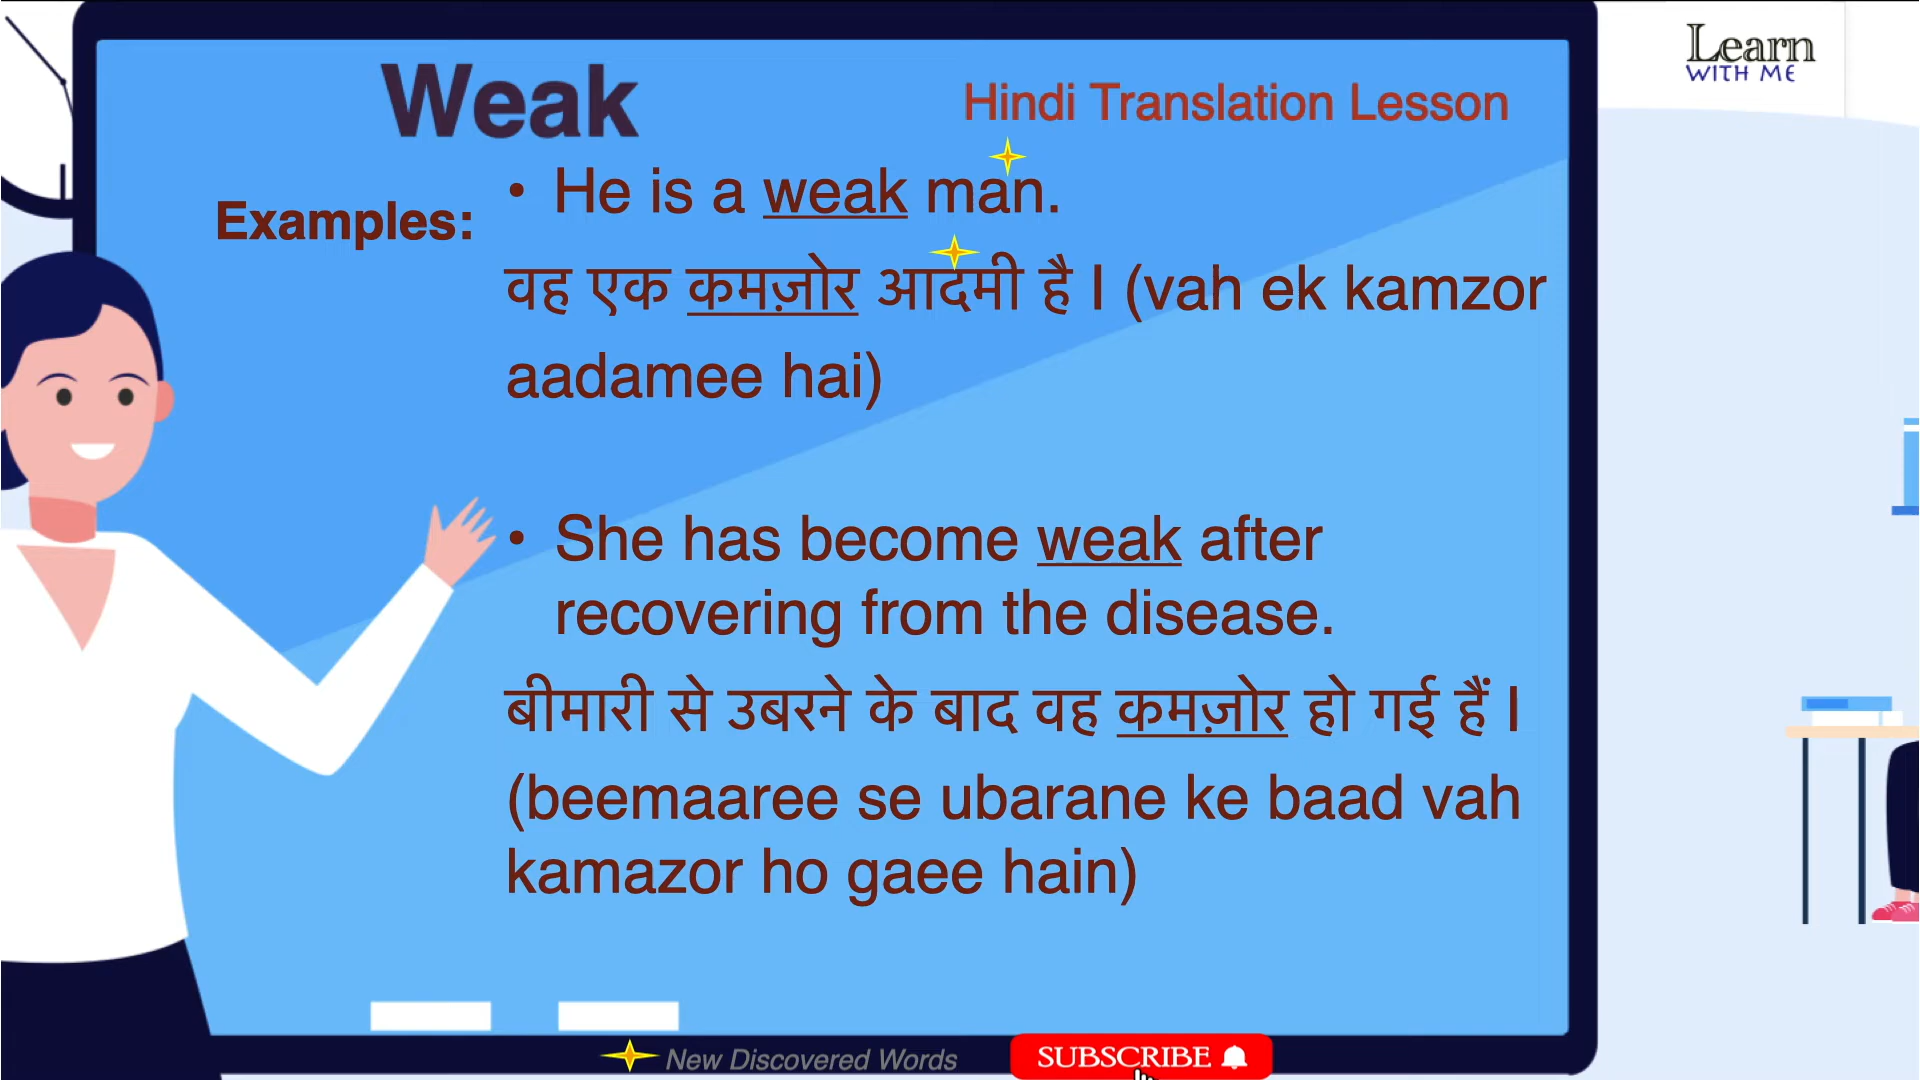 Learn
WITH ME
Weak
Hindi Translation Lesson
Examples:
• He is a weak man.
वह एक कमज़ोर आदमी है I (vah ek kamzor
aadamee hai)
• She has become weak after
recovering from the disease.
बीमारी से उबरने के बाद वह कमज़ोर हो गई हैं I
(beemaaree se ubarane ke baad vah
kamazor ho gaee hain)
New Discovered Words
SUBSCRIBE